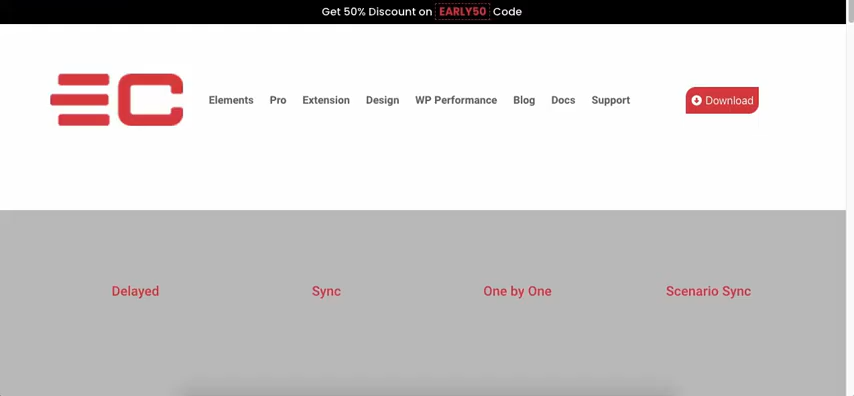 Get 50% Discount on EARLY50 Code
EC
Elements Pro Extension Design WP Performance Blog Docs Support Download
Delayed Sync One by One Scenario Sync